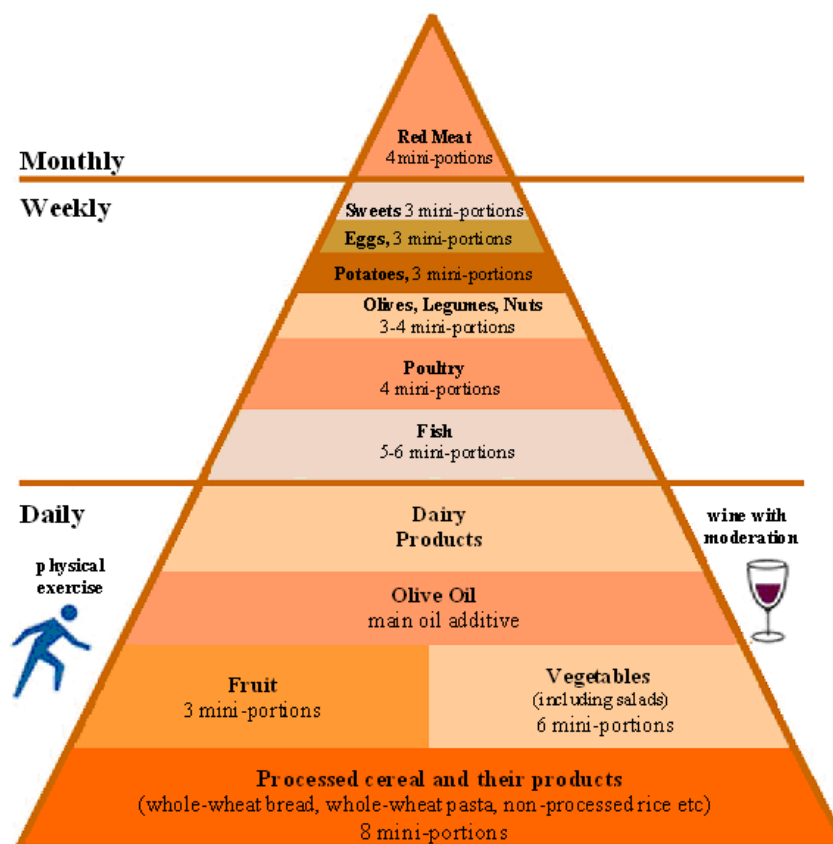 Red Meat
4 mini-portions
Monthly
Weekly
Sweets 3 mini-portions
Eggs, 3 mini-portions
Potatoes, 3 mini-portions
Olives, Legumes, Nuts
3-4 mini-portions
Poultry
4 mini-portions
Fish
5-6 mini-portions
Daily
Dairy
Products
wine with
moderation
physical
exercise
Olive Oil
main oil additive
Fruit
3 mini-portions
Vegetables
(including salads)
6 mini-portions
Processed cereal and their products
(whole-wheat bread, whole-wheat pasta, non-processed rice etc)
8 mini-portions